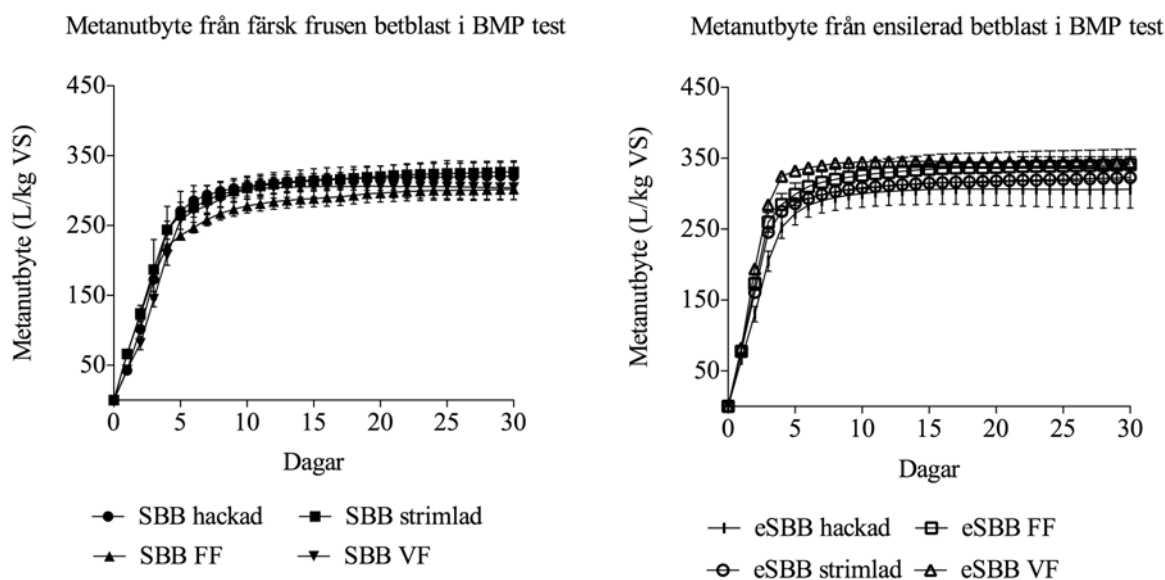 Metanutbyte från färsk frusen betblast i BMP test
Metanutbyte (L/kg VS)
450
350
250
150
50
0 5 10 15 20 25 30
Dagar
SBB hackad SBB strimlad
SBB FF SBB VF
Metanutbyte från ensilerad betblast i BMP test
Metanutbyte (L/kg VS)
450
350
250
150
50
0 5 10 15 20 25 30
Dagar
eSBB hackad eSBB FF
eSBB strimlad eSBB VF